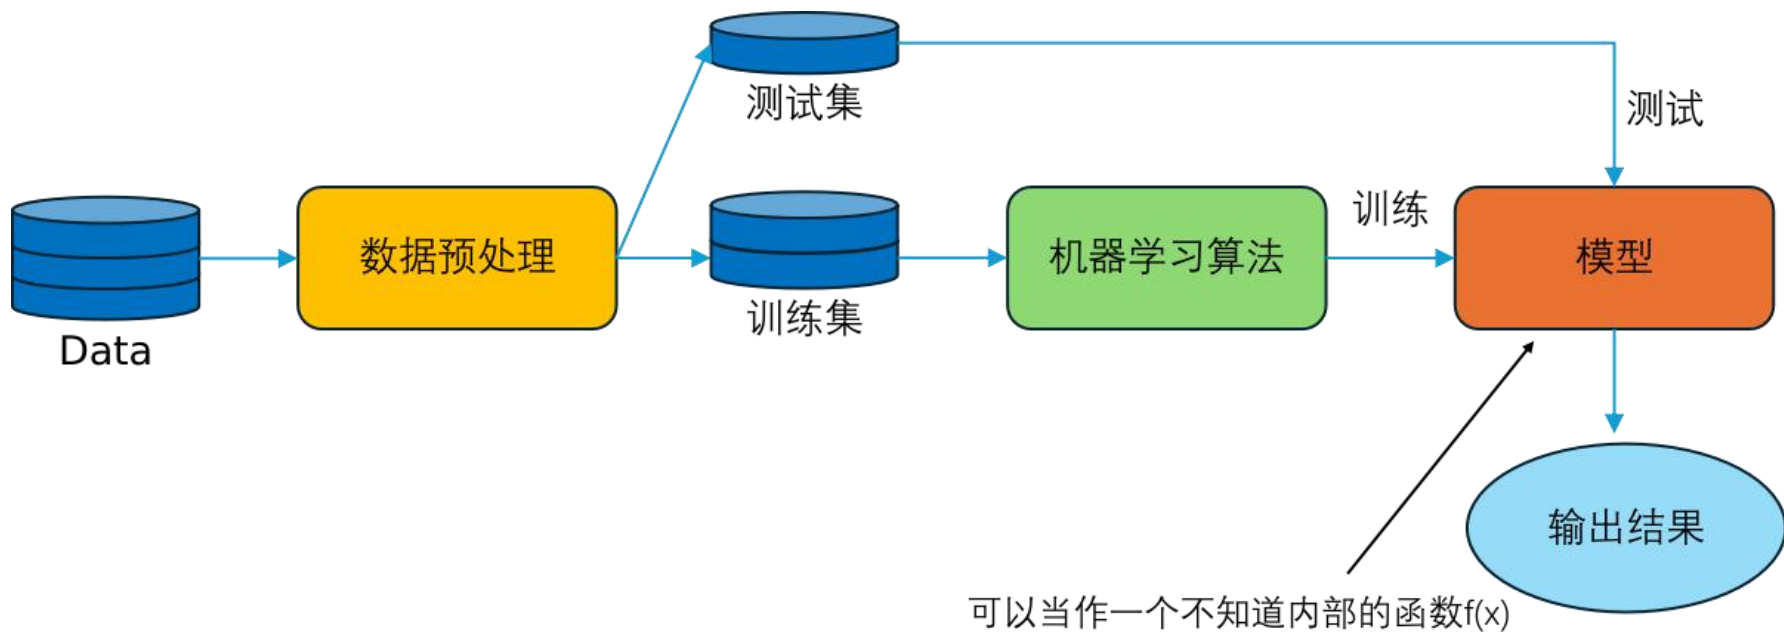 测试集
测试
Data
数据预处理
训练集
机器学习算法
训练
模型
输出结果
可以当作一个不知道内部的函数f(x)